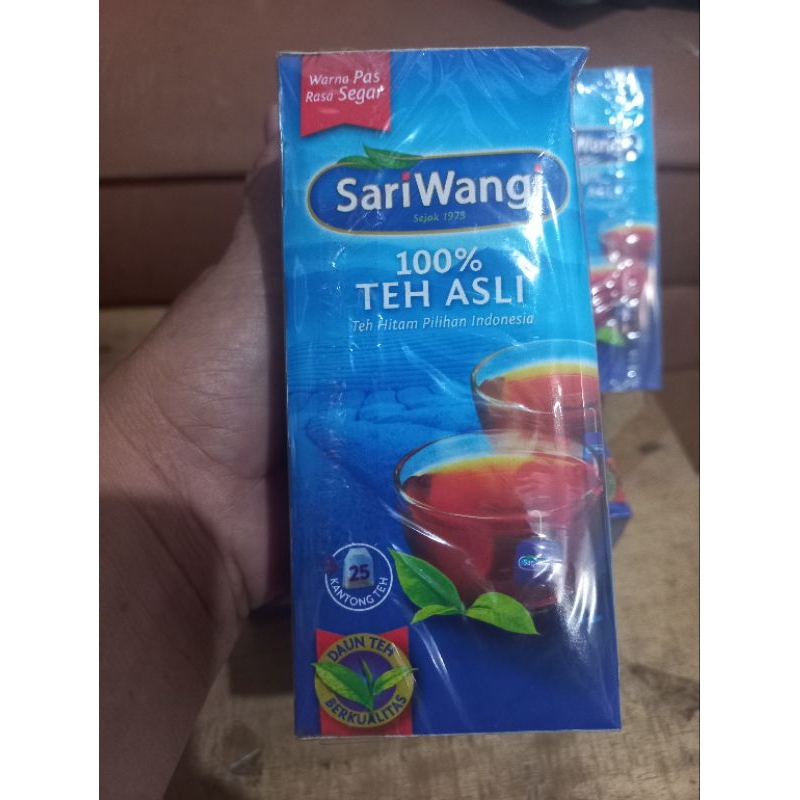 Warna Pas
Rasa Segar
SariWangi
Sejak 1973
100%
TEH ASLI
Teh Hitam Pilihan Indonesia
25
KANTONG TEH
DAUN TEH
BERKUALITAS
ASLI